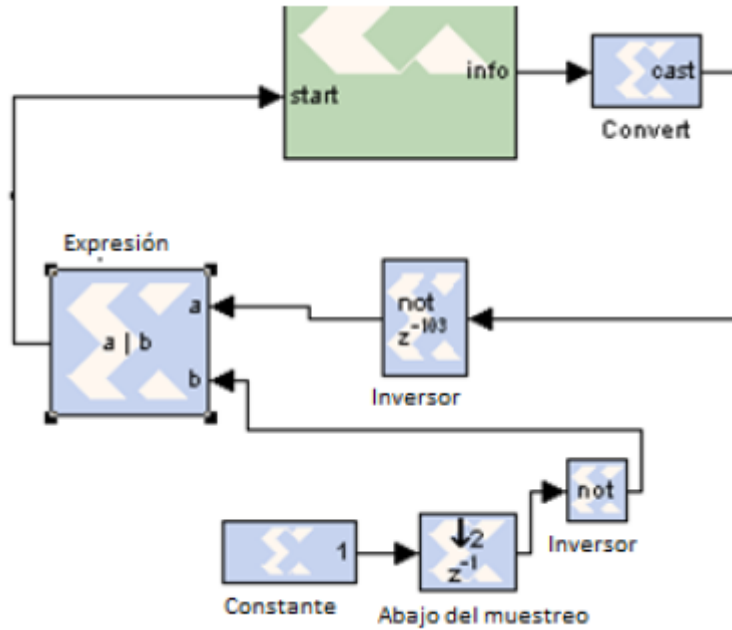 info
start
cast
Convert
Expresión
a
a | b
b
not
z⁻¹⁰³
Inversor
not
Inversor
1
↓2
z⁻¹
Constante
Abajo del muestreo